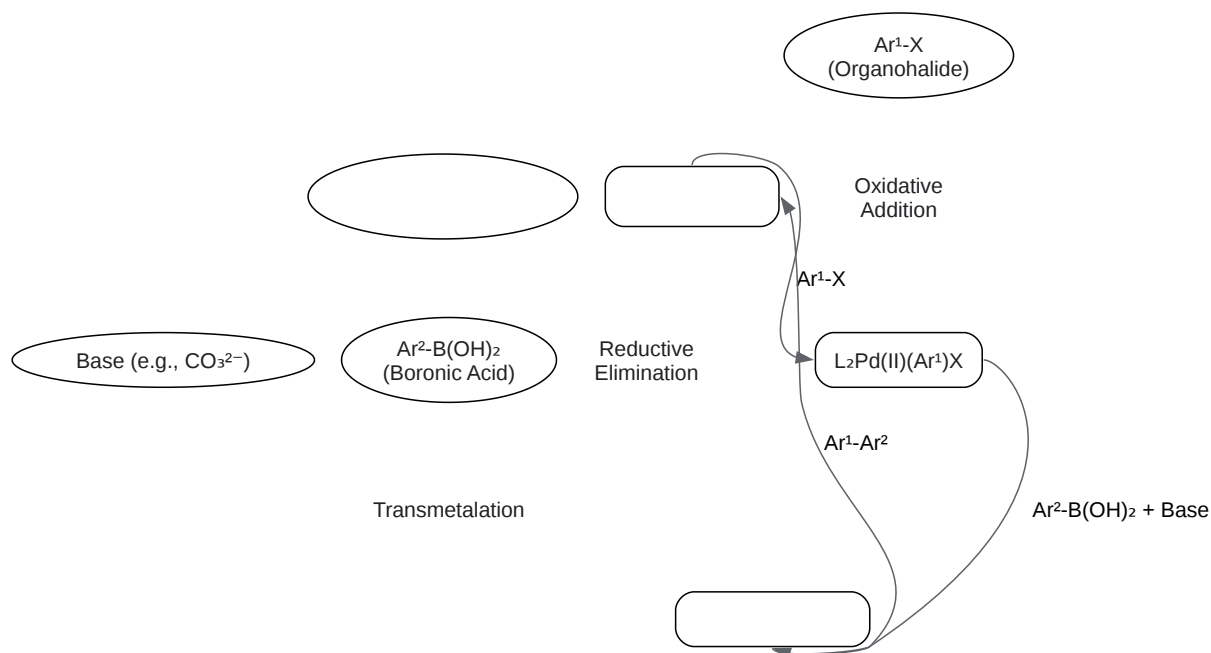 Ar¹-X
(Organohalide)
Oxidative
Addition
Ar¹-X
Base (e.g., CO₃²⁻)
Ar²-B(OH)₂
(Boronic Acid)
Reductive
Elimination
L₂Pd(II)(Ar¹)X
Ar¹-Ar²
Transmetalation
Ar²-B(OH)₂ + Base